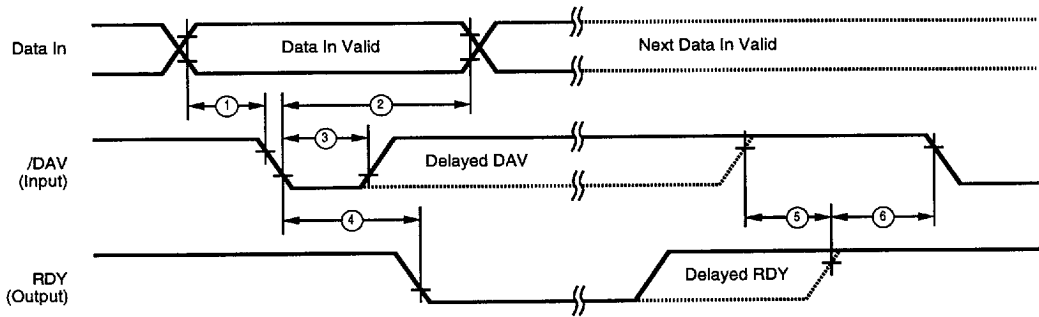 Data In
Data In Valid
Next Data In Valid
1
2
3
/DAV
(Input)
Delayed DAV
4
5
6
RDY
(Output)
Delayed RDY